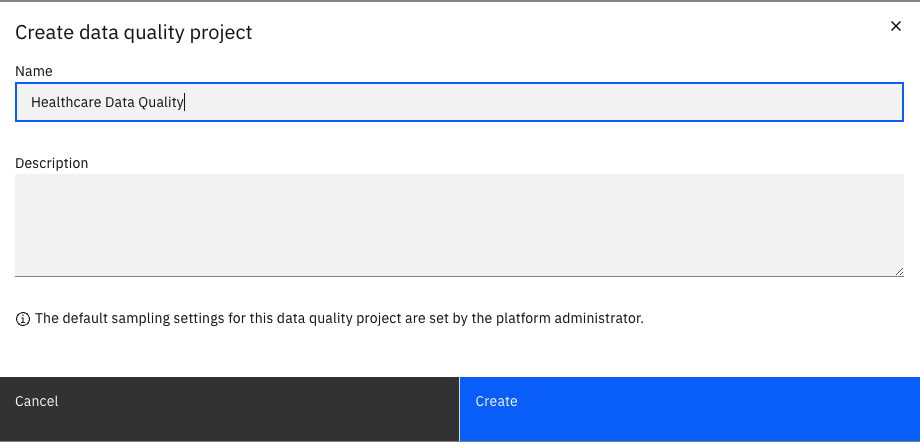 Create data quality project
Name
Healthcare Data Quality
Description
The default sampling settings for this data quality project are set by the platform administrator.
Cancel
Create